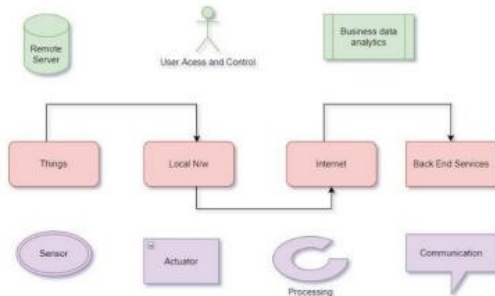 Remote
Server
User Acess and Control
Business data
analytics
Things
Local N/w
Internet
Back End Services
Sensor
Actuator
Processing
Communication